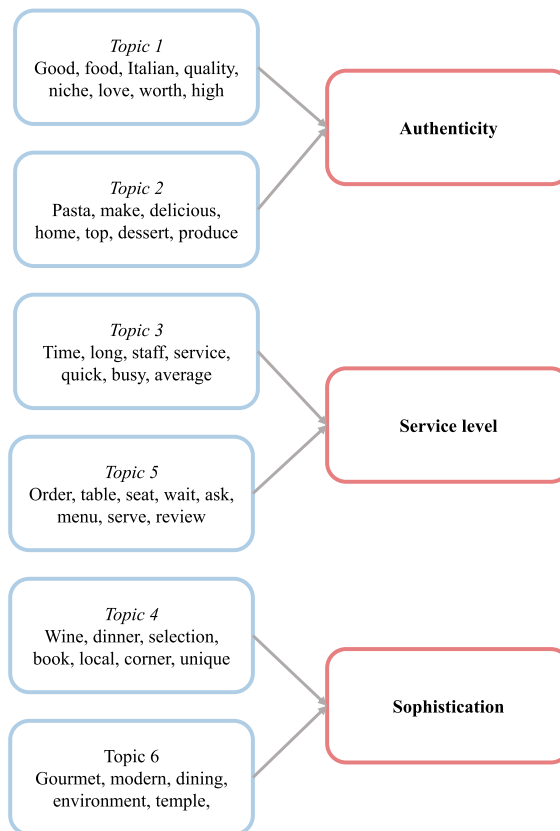 Topic 1
Good, food, Italian, quality,
niche, love, worth, high
Authenticity
Topic 2
Pasta, make, delicious,
home, top, dessert, produce
Topic 3
Time, long, staff, service,
quick, busy, average
Service level
Topic 5
Order, table, seat, wait, ask,
menu, serve, review
Topic 4
Wine, dinner, selection,
book, local, corner, unique
Sophistication
Topic 6
Gourmet, modern, dining,
environment, temple,